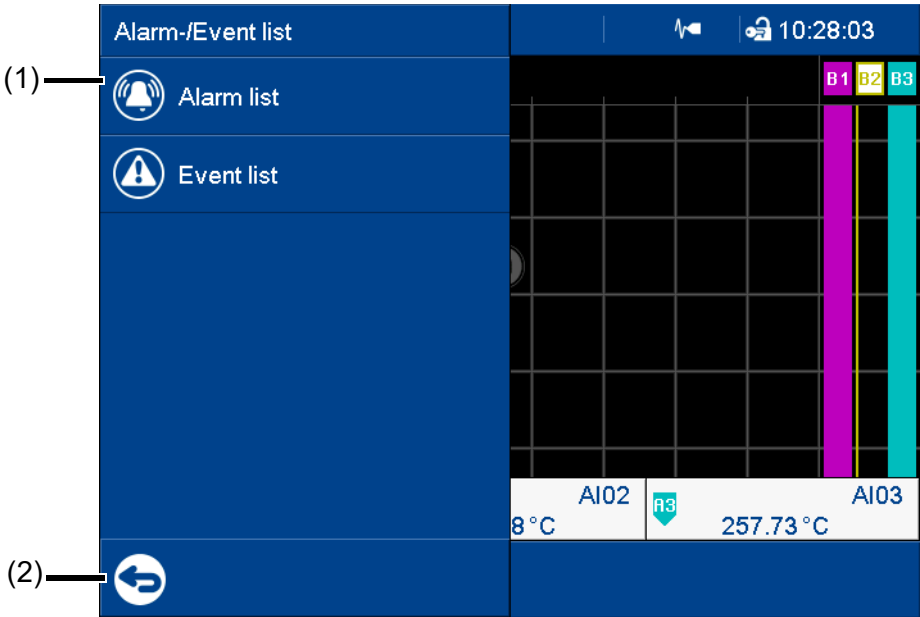 Alarm-/Event list
10:28:03
(1)
Alarm list
B1 B2 B3
Event list
AI02
8°C
A3
AI03
257.73°C
(2)